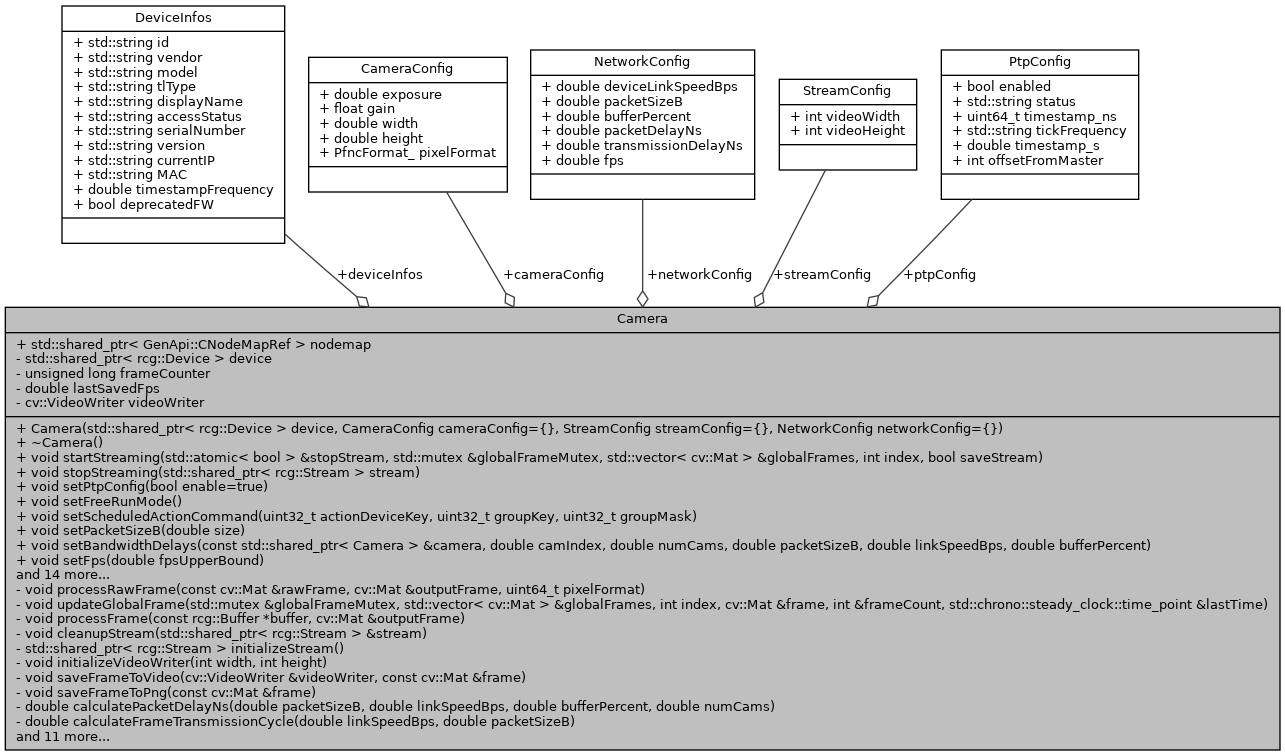 DeviceInfos
+ std::string id
+ std::string vendor
+ std::string model
+ std::string tlType
+ std::string displayName
+ std::string accessStatus
+ std::string serialNumber
+ std::string version
+ std::string currentIP
+ std::string MAC
+ double timestampFrequency
+ bool deprecatedFW
CameraConfig
+ double exposure
+ float gain
+ double width
+ double height
+ PfncFormat_ pixelFormat
NetworkConfig
+ double deviceLinkSpeedBps
+ double packetSizeB
+ double bufferPercent
+ double packetDelayNs
+ double transmissionDelayNs
+ double fps
StreamConfig
+ int videoWidth
+ int videoHeight
PtpConfig
+ bool enabled
+ std::string status
+ uint64_t timestamp_ns
+ std::string tickFrequency
+ double timestamp_s
+ int offsetFromMaster
+deviceInfos
+cameraConfig
+networkConfig
+streamConfig
+ptpConfig
Camera
+ std::shared_ptr< GenApi::CNodeMapRef > nodemap
- std::shared_ptr< rcg::Device > device
- unsigned long frameCounter
- double lastSavedFps
- cv::VideoWriter videoWriter
+ Camera(std::shared_ptr< rcg::Device > device, CameraConfig cameraConfig={}, StreamConfig streamConfig={}, NetworkConfig networkConfig={})
+ ~Camera()
+ void startStreaming(std::atomic< bool > &stopStream, std::mutex &globalFrameMutex, std::vector< cv::Mat > &globalFrames, int index, bool saveStream)
+ void stopStreaming(std::shared_ptr< rcg::Stream > stream)
+ void setPtpConfig(bool enable=true)
+ void setFreeRunMode()
+ void setScheduledActionCommand(uint32_t actionDeviceKey, uint32_t groupKey, uint32_t groupMask)
+ void setPacketSizeB(double size)
+ void setBandwidthDelays(const std::shared_ptr< Camera > &camera, double camIndex, double numCams, double packetSizeB, double linkSpeedBps, double bufferPercent)
+ void setFps(double fpsUpperBound)
and 14 more...
- void processRawFrame(const cv::Mat &rawFrame, cv::Mat &outputFrame, uint64_t pixelFormat)
- void updateGlobalFrame(std::mutex &globalFrameMutex, std::vector< cv::Mat > &globalFrames, int index, cv::Mat &frame, int &frameCount, std::chrono::steady_clock::time_point &lastTime)
- void processFrame(const rcg::Buffer *buffer, cv::Mat &outputFrame)
- void cleanupStream(std::shared_ptr< rcg::Stream > &stream)
- std::shared_ptr< rcg::Stream > initializeStream()
- void initializeVideoWriter(int width, int height)
- void saveFrameToVideo(cv::VideoWriter &videoWriter, const cv::Mat &frame)
- void saveFrameToPng(const cv::Mat &frame)
- double calculatePacketDelayNs(double packetSizeB, double linkSpeedBps, double bufferPercent, double numCams)
- double calculateFrameTransmissionCycle(double linkSpeedBps, double packetSizeB)
and 11 more...